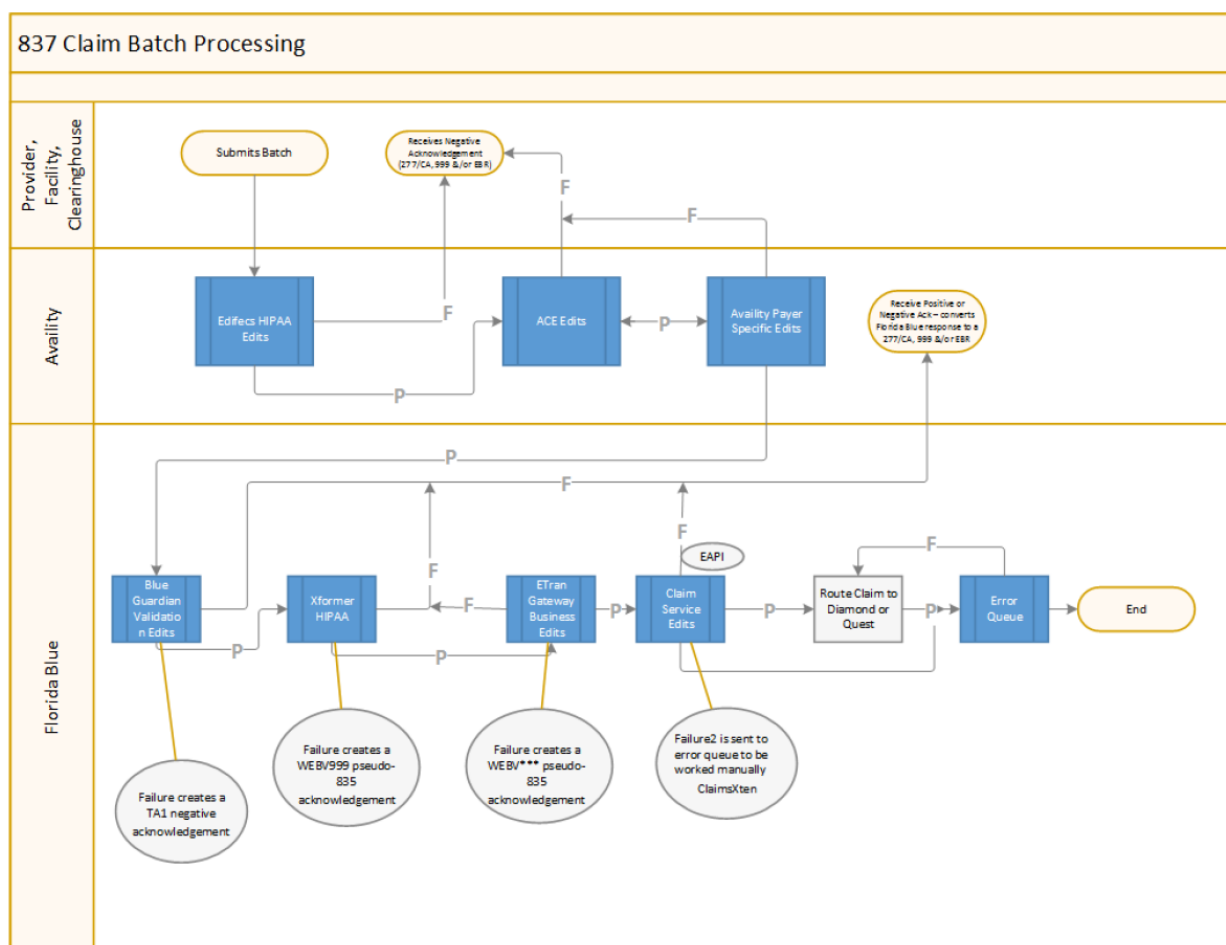 837 Claim Batch Processing
Provider,
Facility,
Clearinghouse
Submits Batch
Receives Negative
Acknowledgement
(277/CA, 999 &/or EBR)
F
F
Availity
Edifecs HIPAA
Edits
F
ACE Edits
P
Availity Payer
Specific Edits
Receive Positive or
Negative Ack – converts
Florida Blue response to a
277/CA, 999 &/or EBR
P
Florida Blue
P
F
F
F
EAPI
F
Blue
Guardian
Validatio
n Edits
Xformer
HIPAA
F
ETran
Gateway
Business
Edits
P
Claim
Service
Edits
P
Route Claim to
Diamond or
Quest
P
Error
Queue
End
P
P
Failure creates a
TA1 negative
acknowledgement
Failure creates a
WEBV999 pseudo-
835
acknowledgement
Failure creates a
WEBV*** pseudo-
835
acknowledgement
Failure2 is sent to
error queue to be
worked manually
ClaimsXten